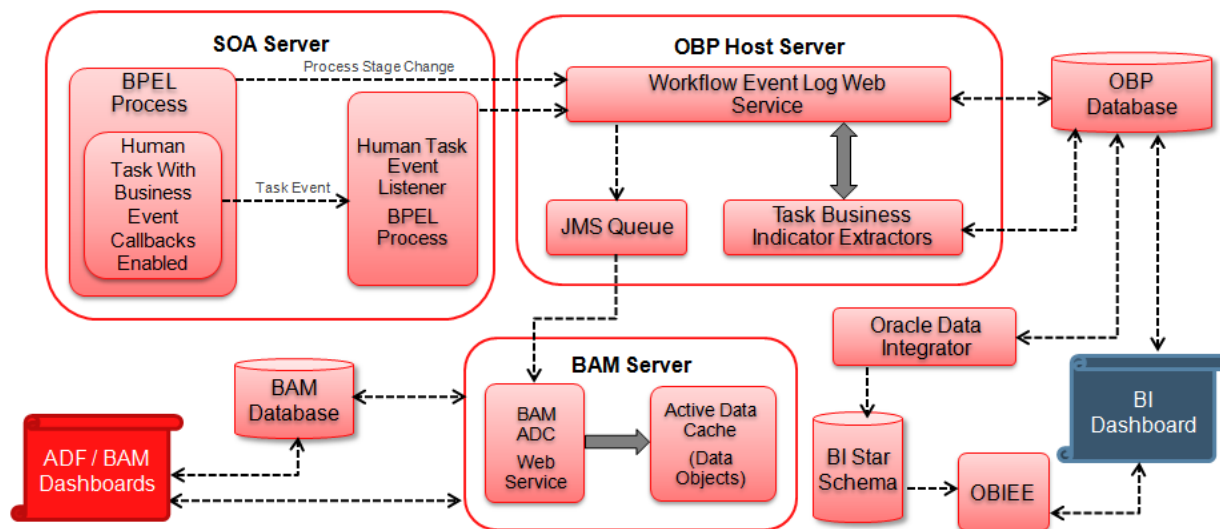 SOA Server
BPEL
Process
Human
Task With
Business
Event
Callbacks
Enabled
Process Stage Change
Task Event
Human Task
Event
Listener
BPEL
Process
OBP Host Server
Workflow Event Log Web
Service
JMS Queue
Task Business
Indicator Extractors
OBP
Database
Oracle Data
Integrator
BAM Server
BAM
ADC
Web
Service
Active Data
Cache
(Data
Objects)
BAM
Database
ADF / BAM
Dashboards
BI Star
Schema
OBIEE
BI
Dashboard